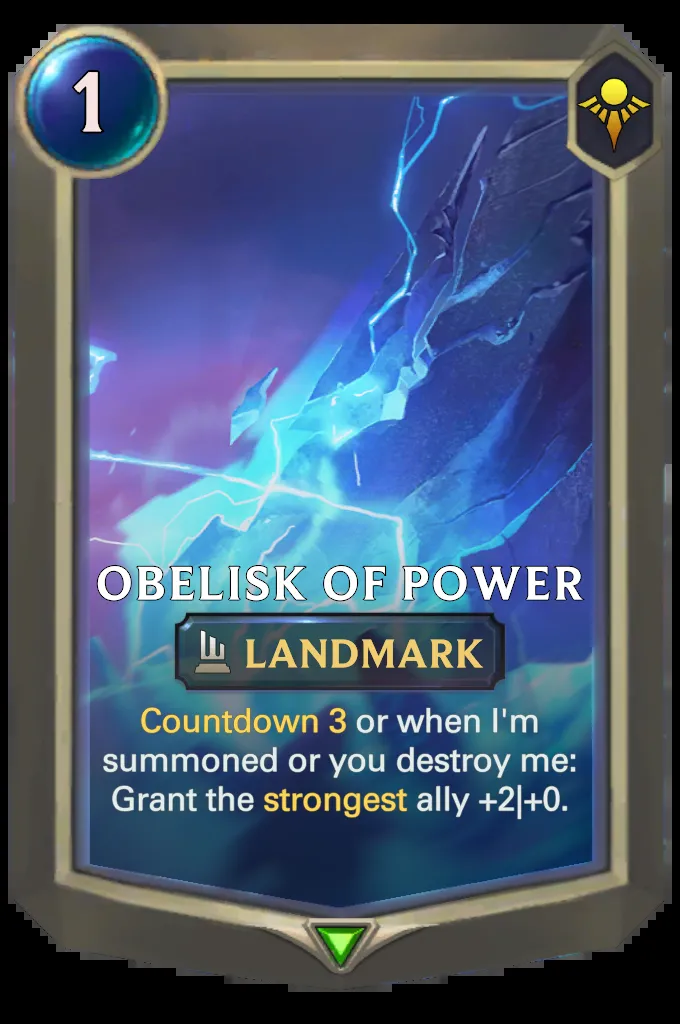 1
OBELISK OF POWER
LANDMARK
Countdown 3 or when I'm
summoned or you destroy me:
Grant the strongest ally +2|+0.